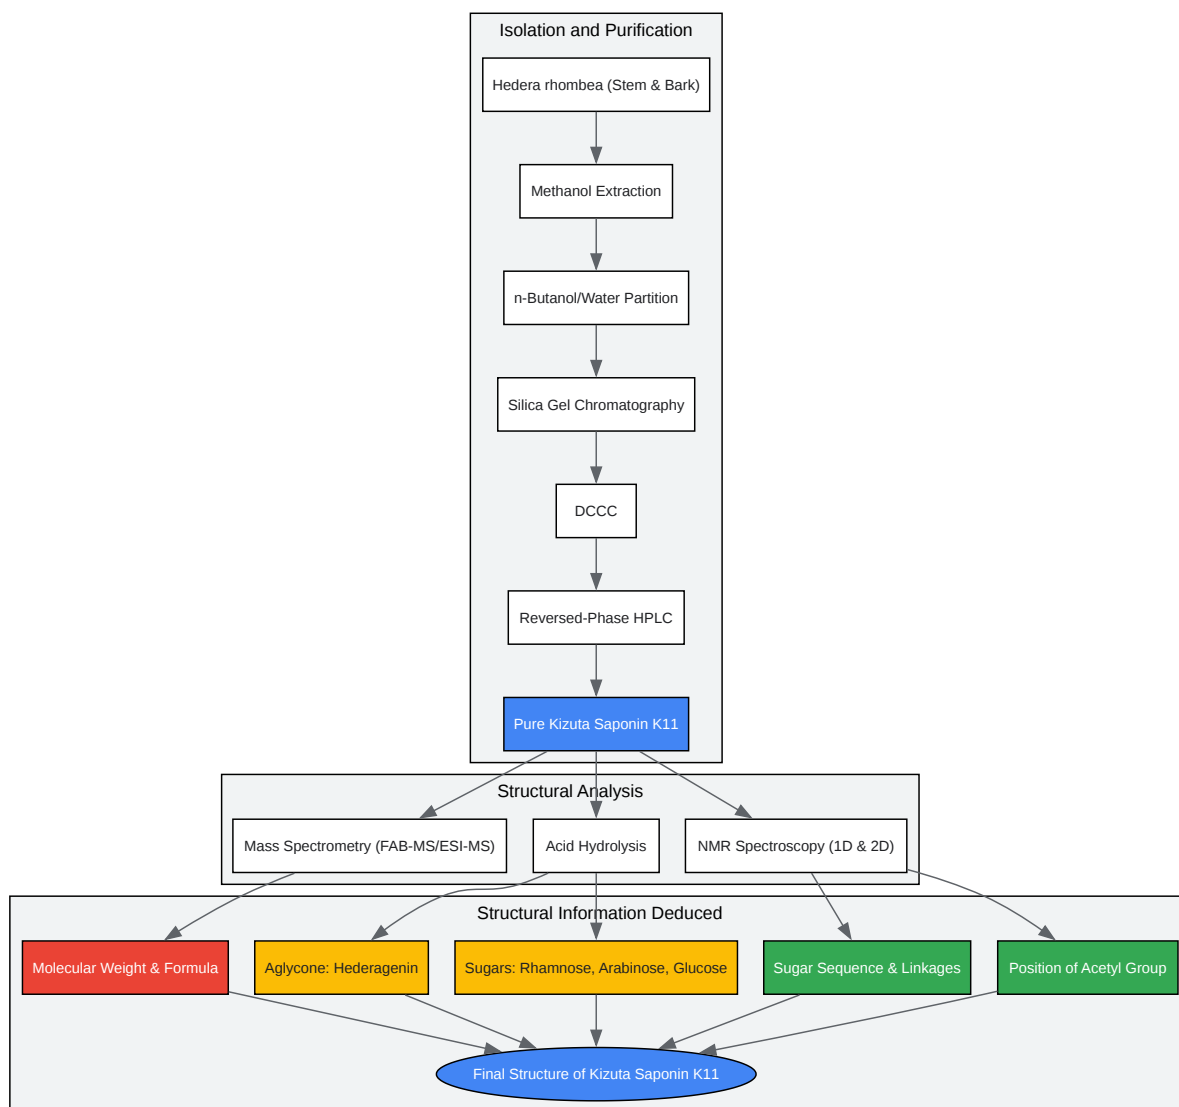 Isolation and Purification
Hedera rhombea (Stem & Bark)
Methanol Extraction
n-Butanol/Water Partition
Silica Gel Chromatography
DCCC
Reversed-Phase HPLC
Pure Kizuta Saponin K11
Structural Analysis
Mass Spectrometry (FAB-MS/ESI-MS)
Acid Hydrolysis
NMR Spectroscopy (1D & 2D)
Structural Information Deduced
Molecular Weight & Formula
Aglycone: Hederagenin
Sugars: Rhamnose, Arabinose, Glucose
Sugar Sequence & Linkages
Position of Acetyl Group
Final Structure of Kizuta Saponin K11